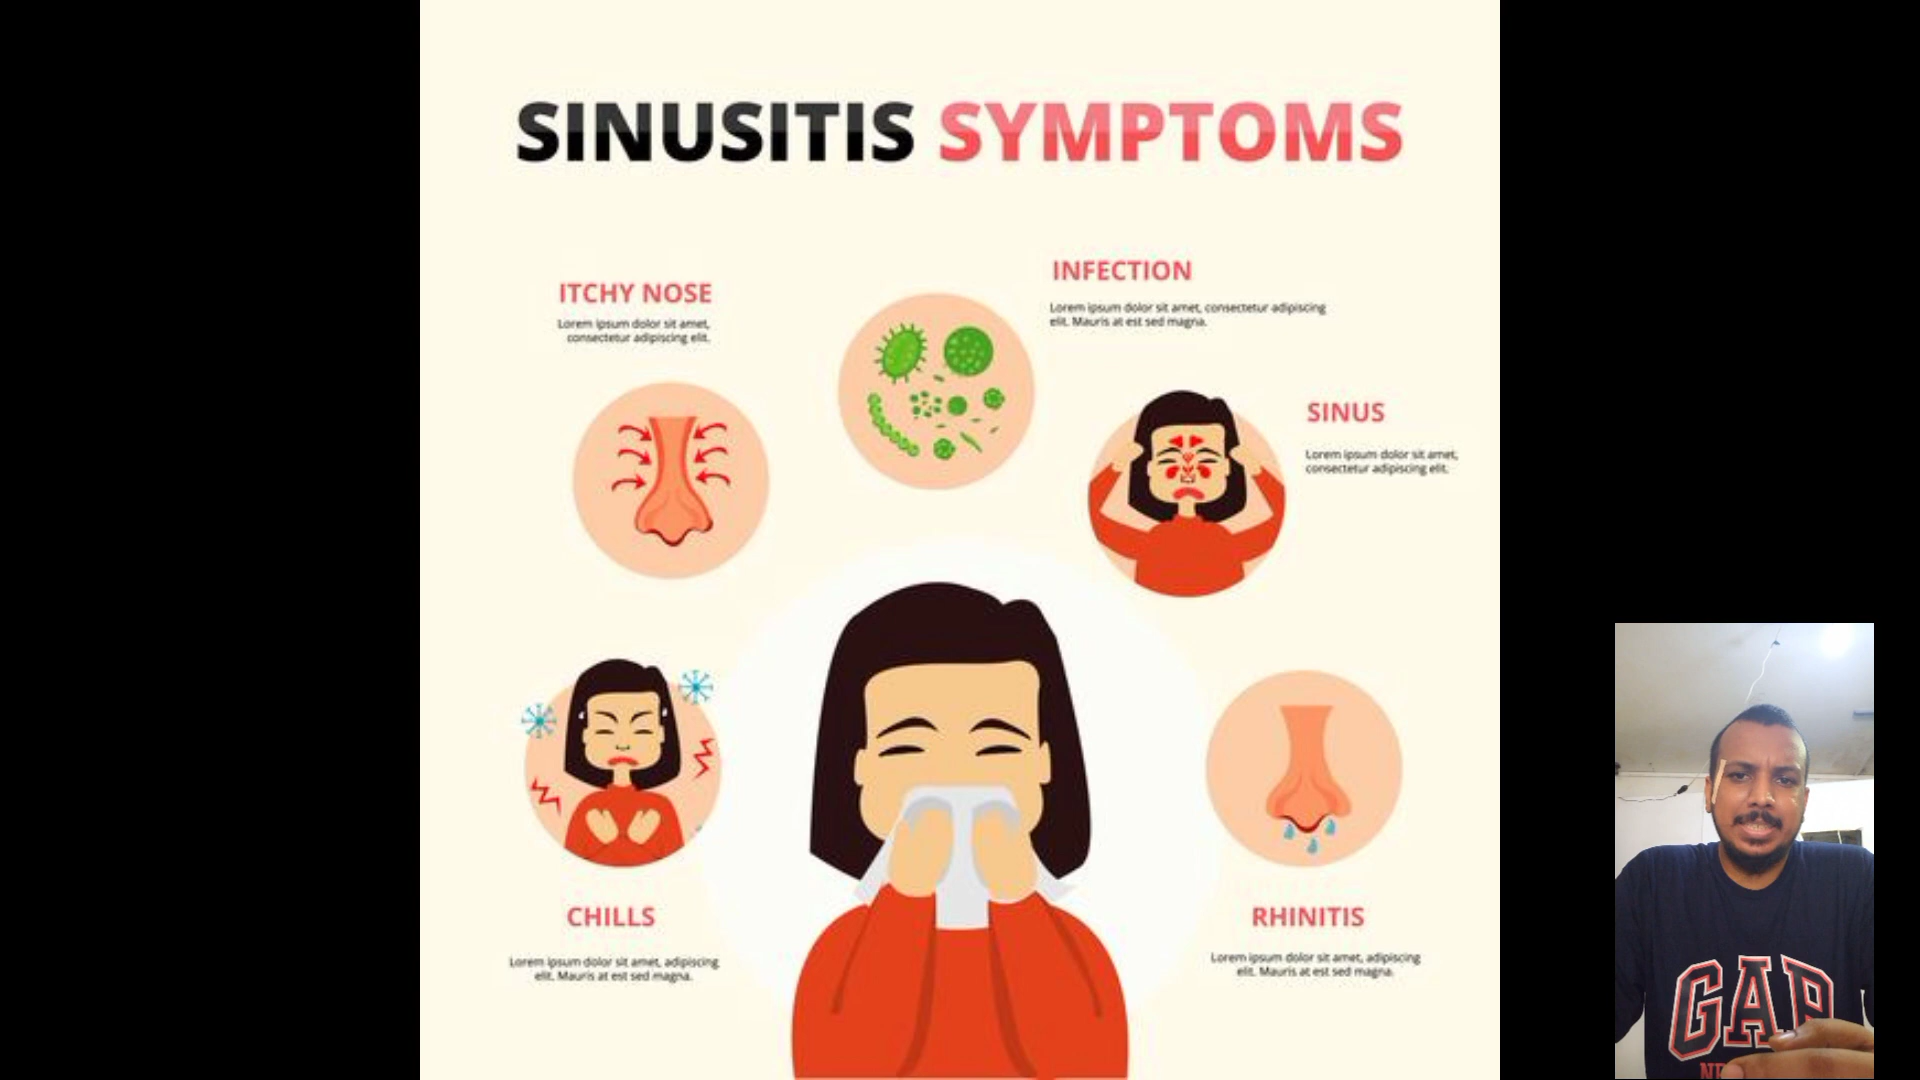 SINUSITIS SYMPTOMS
ITCHY NOSE
Lorem ipsum dolor sit amet,
consectetur adipiscing elit.
INFECTION
Lorem ipsum dolor sit amet, consectetur adipiscing
elit. Mauris at est sed magna.
SINUS
Lorem ipsum dolor sit amet,
consectetur adipiscing elit.
CHILLS
Lorem ipsum dolor sit amet, adipiscing
elit. Mauris at est sed magna.
RHINITIS
Lorem ipsum dolor sit amet, adipiscing
elit. Mauris at est sed magna.
GAP